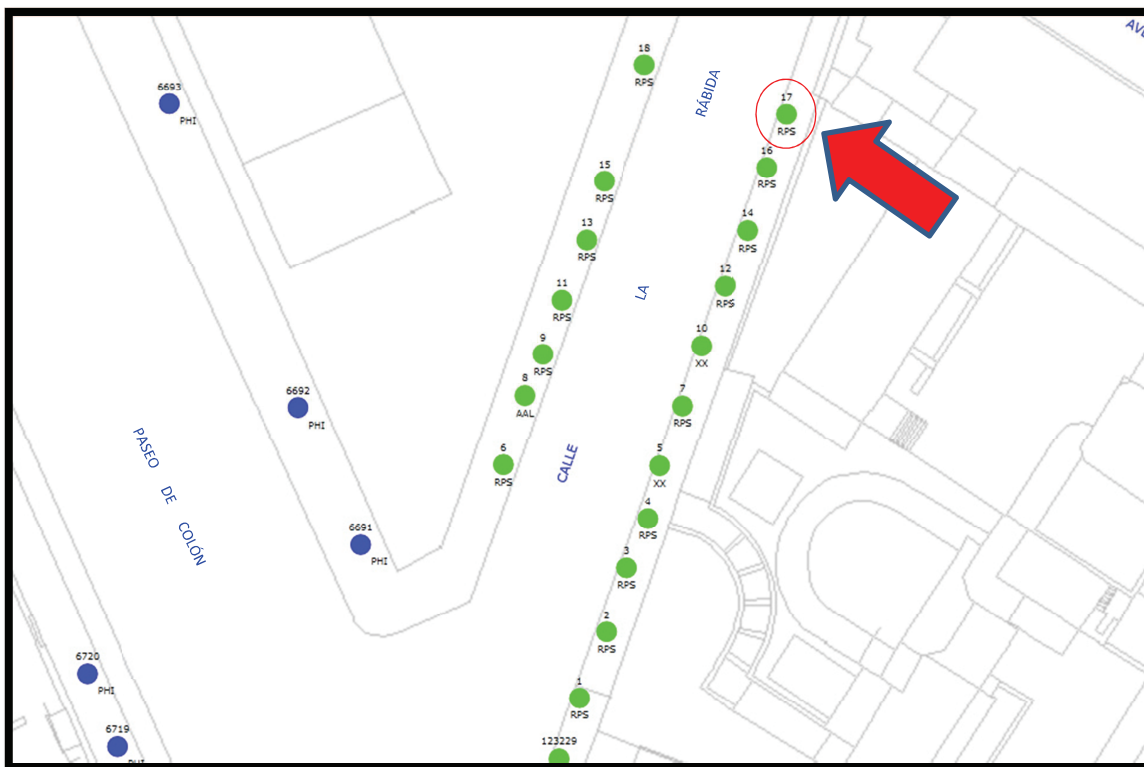 AVE
18
RPS
RÁBIDA
6693
PHI
17
RPS
16
RPS
15
RPS
14
RPS
13
RPS
12
RPS
LA
11
RPS
10
XX
9
RPS
8
AAL
7
RPS
6692
PHI
6
RPS
CALLE
5
XX
PASEO DE COLÓN
4
RPS
6691
PHI
3
RPS
2
RPS
6720
PHI
1
RPS
6719
PHI
123229